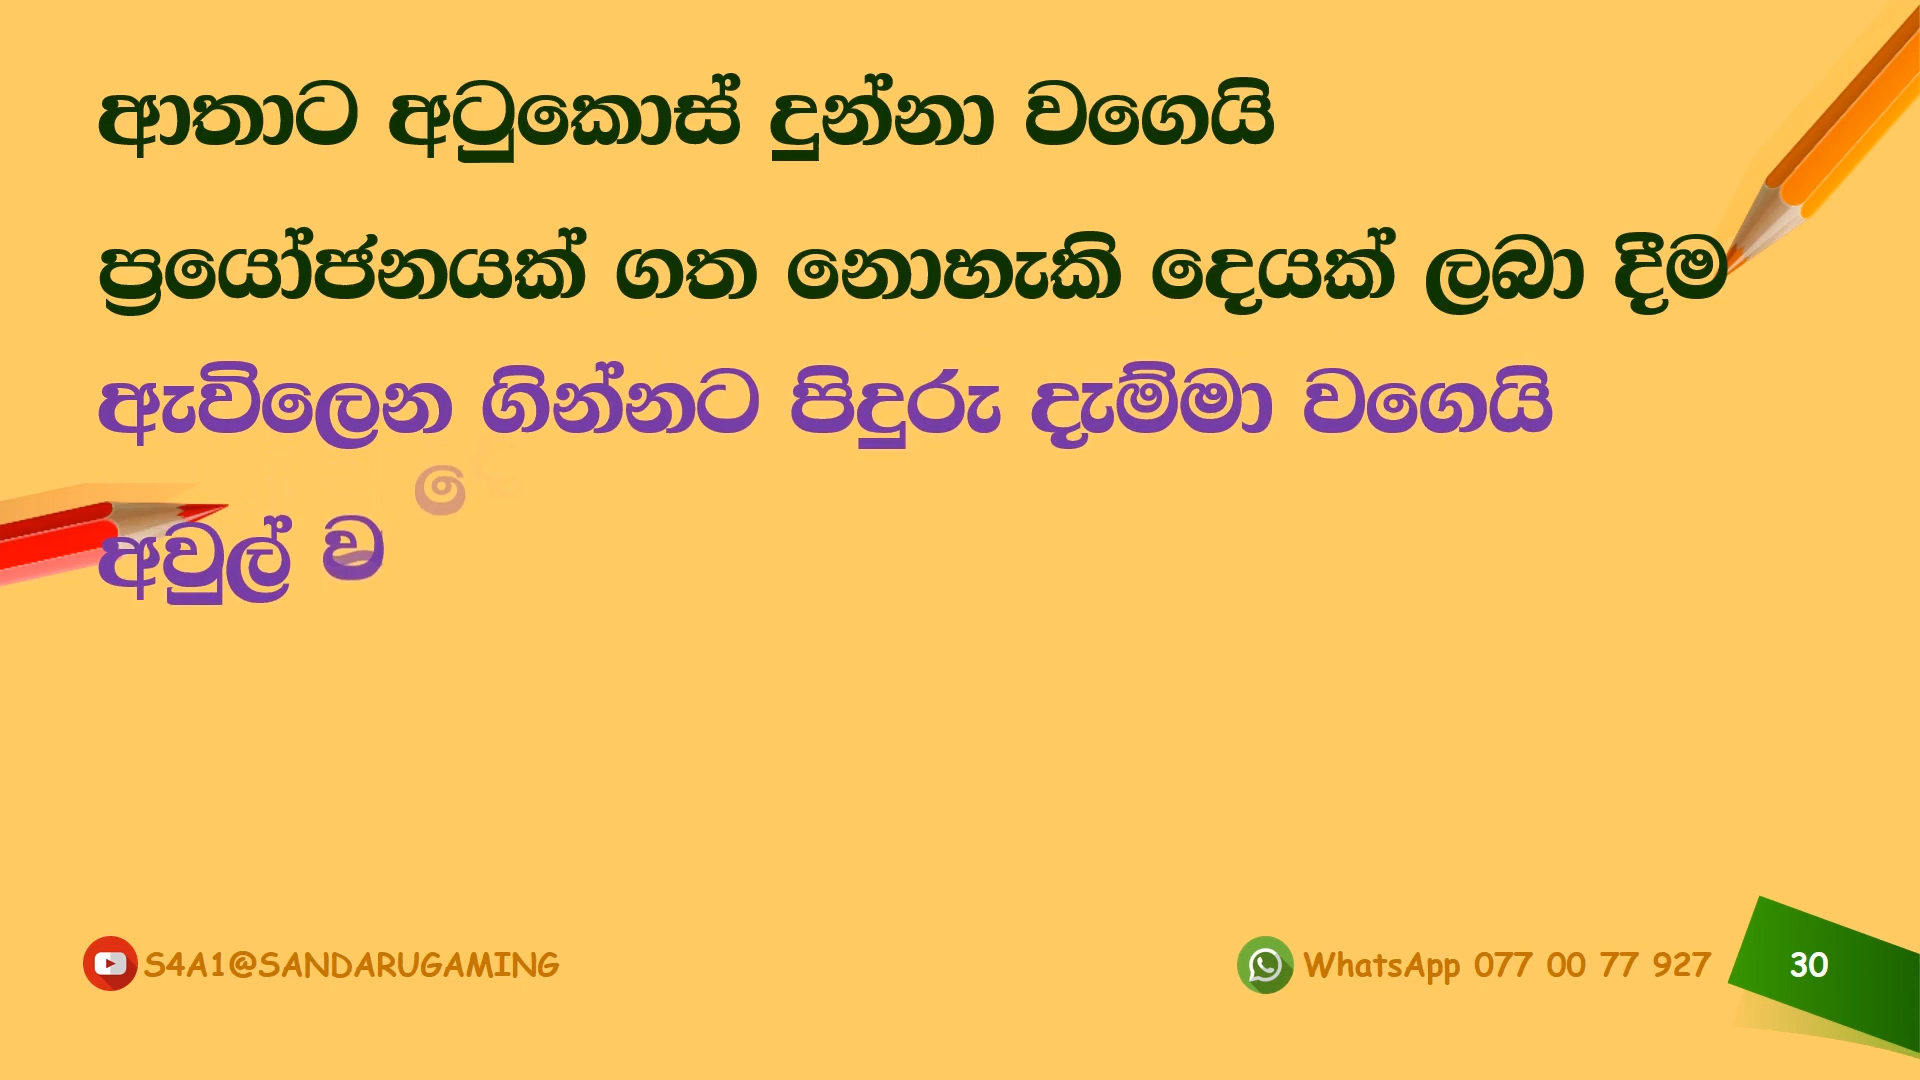 ආතාට අටුකොස් දුන්නා වගෙයි
ප්‍රයෝජනයක් ගත නොහැකි දෙයක් ලබා දීම
ඇවිලෙන ගින්නට පිදුරු දැම්මා වගෙයි
අවුල්
S4A1@SANDARUGAMING
WhatsApp 077 00 77 927
30